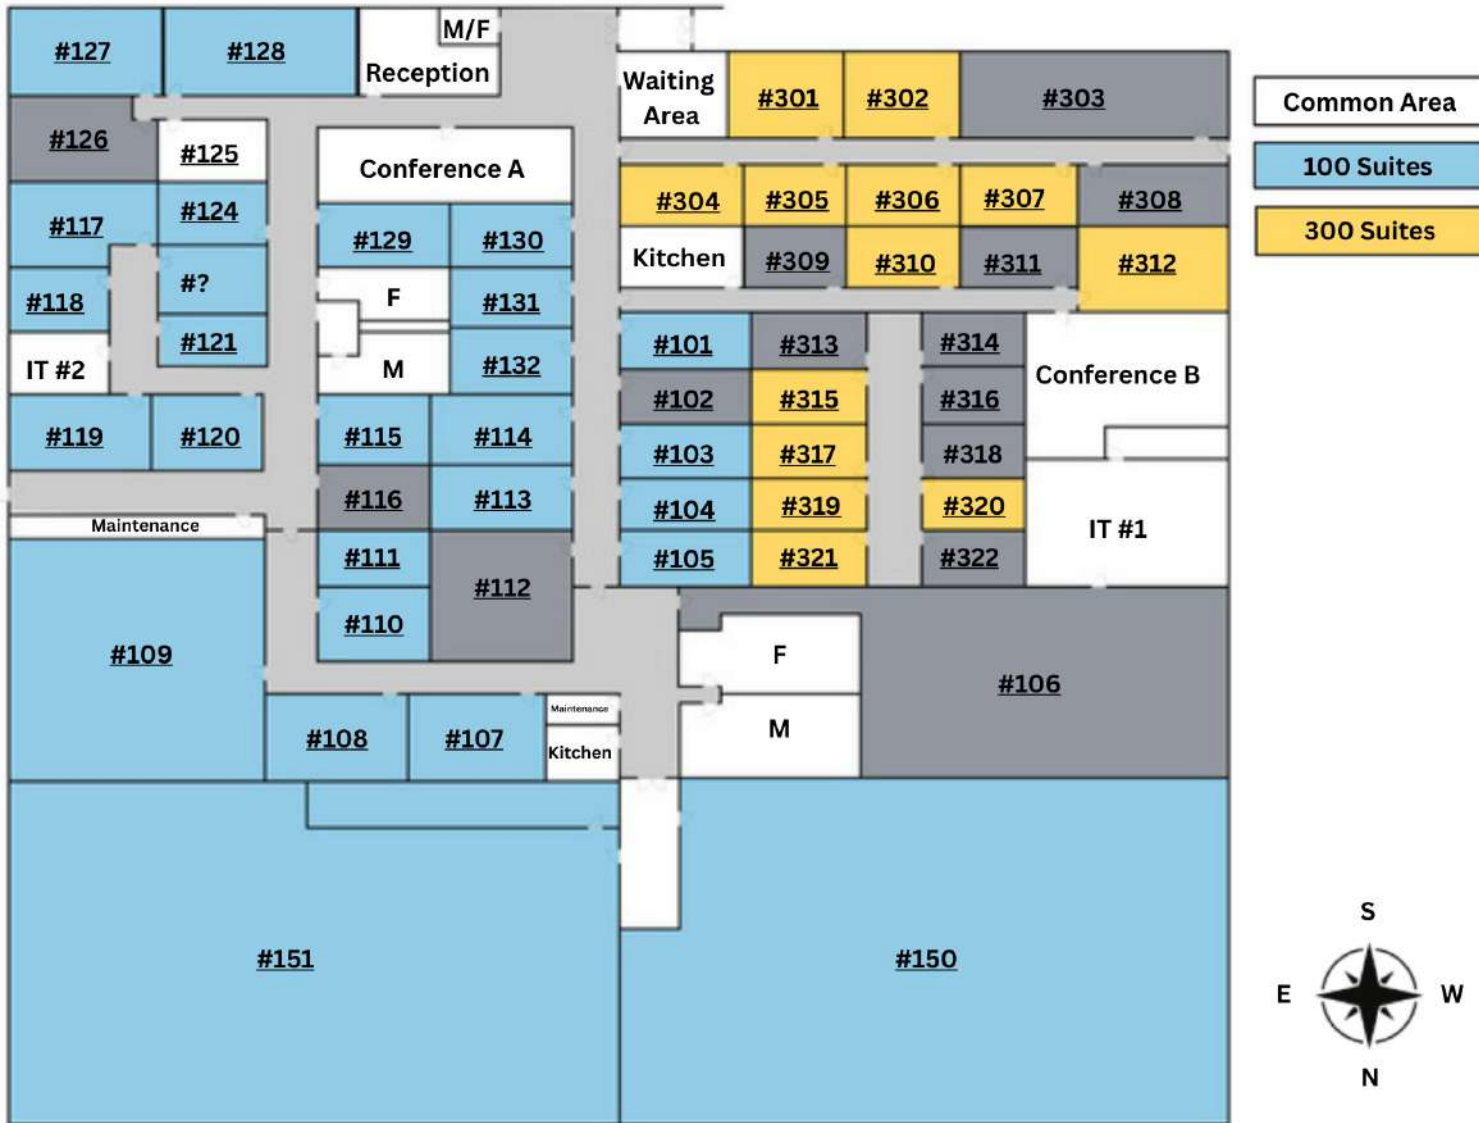 #127
#128
M/F
Reception
Waiting
Area
#301
#302
#303
Common Area
#126
#125
Conference A
100 Suites
#117
#124
#129
#130
#304
#305
#306
#307
#308
300 Suites
Kitchen
#309
#310
#311
#312
#118
#?
F
#131
#121
IT #2
M
#132
#101
#313
#314
Conference B
#102
#315
#316
#119
#120
#115
#114
#103
#317
#318
#116
#113
#104
#319
#320
IT #1
Maintenance
#111
#112
#105
#321
#322
#110
#109
F
#106
#108
#107
Maintenance
Kitchen
M
#151
#150
S
E
W
N